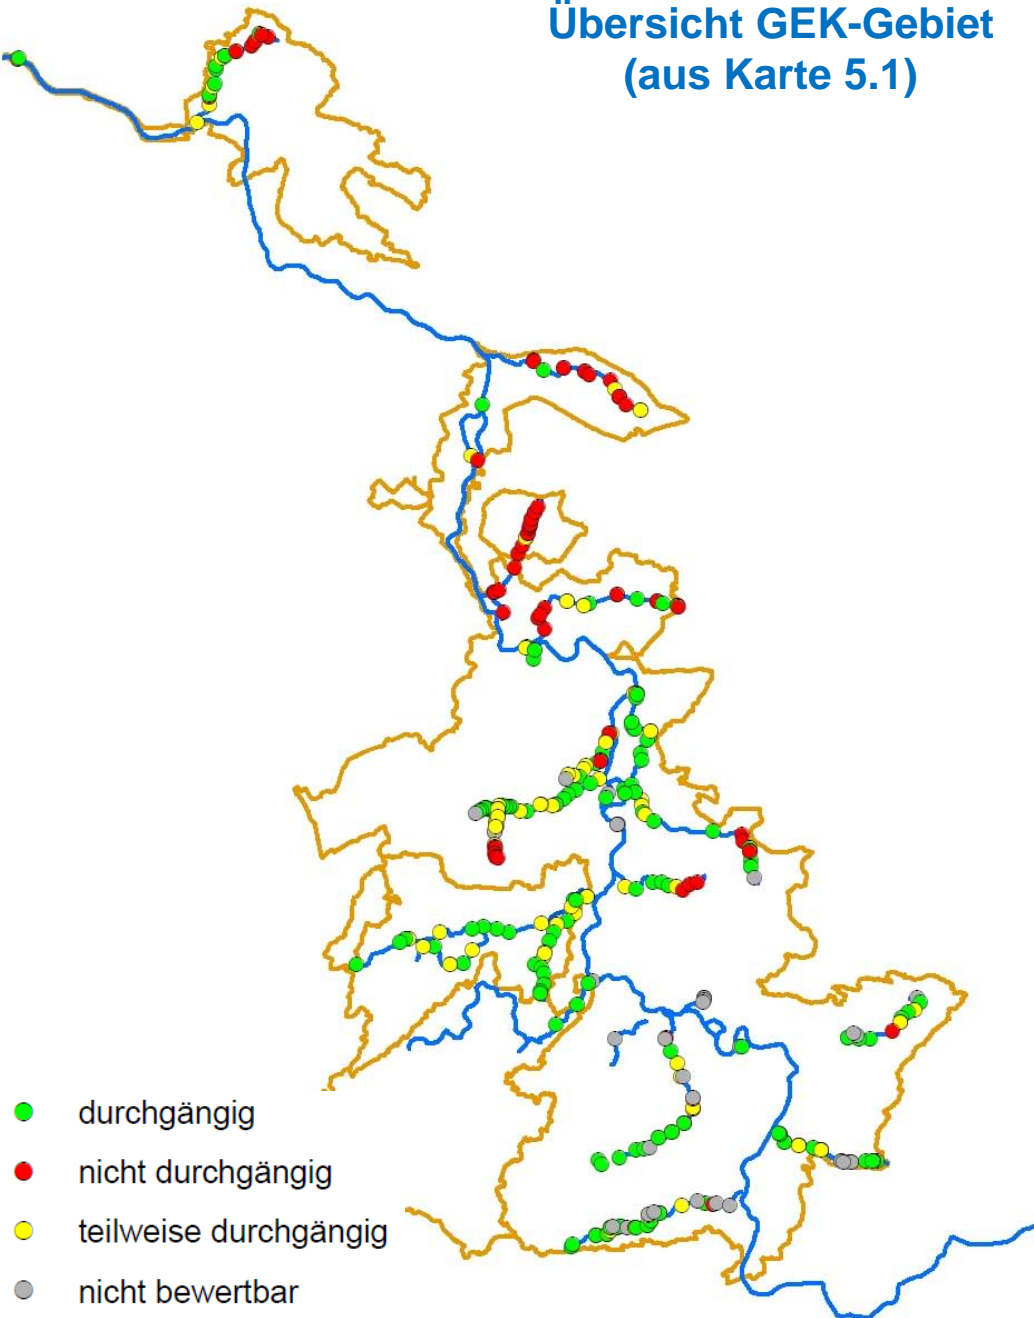 Übersicht GEK-Gebiet
(aus Karte 5.1)
durchgängig
nicht durchgängig
teilweise durchgängig
nicht bewertbar